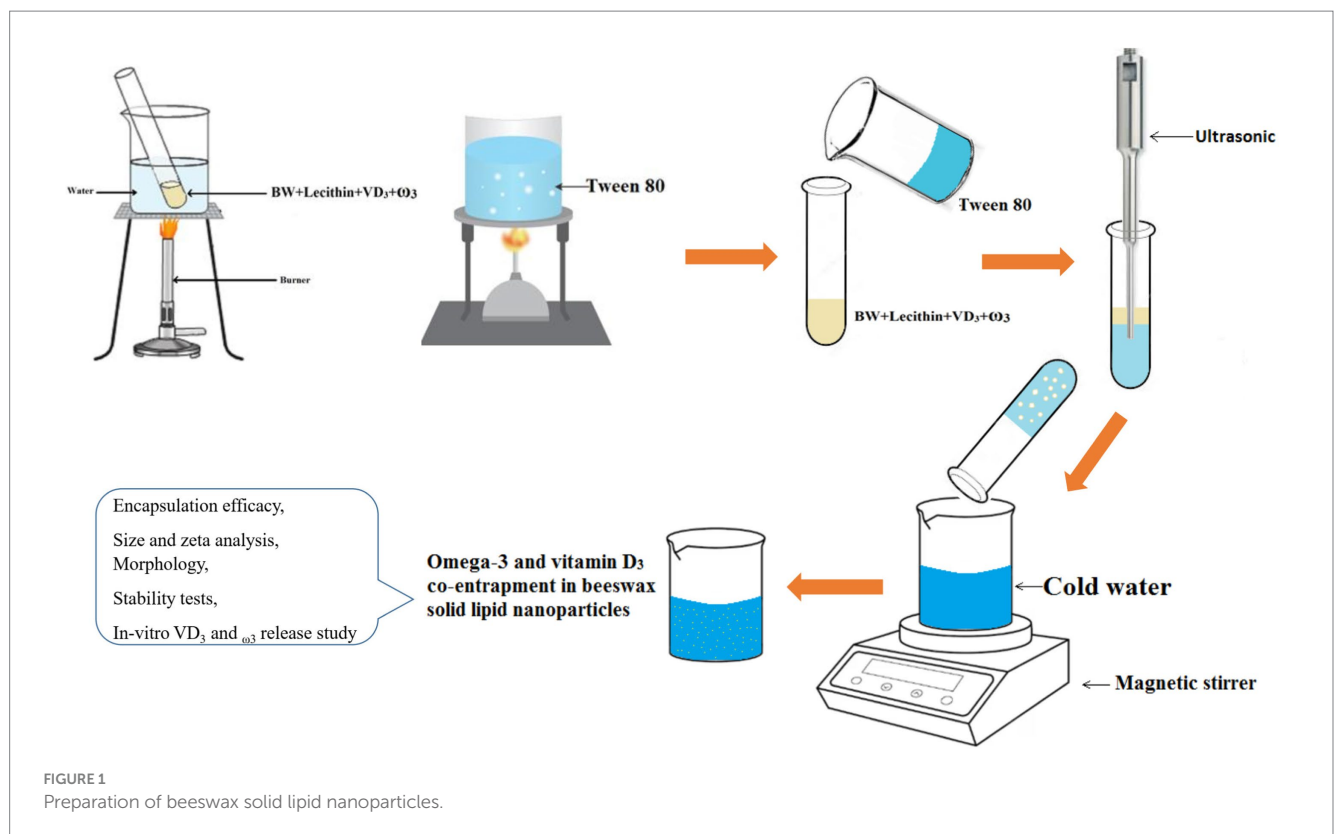 Water
BW+Lecithin+VD₃+ω3
Burner
Tween 80
Tween 80
BW+Lecithin+VD₃+ω3
Ultrasonic
Cold water
Magnetic stirrer
Omega-3 and vitamin D₃
co-entrapment in beeswax
solid lipid nanoparticles
Encapsulation efficacy,
Size and zeta analysis,
Morphology,
Stability tests,
In-vitro VD₃ and ω3 release study
FIGURE 1
Preparation of beeswax solid lipid nanoparticles.